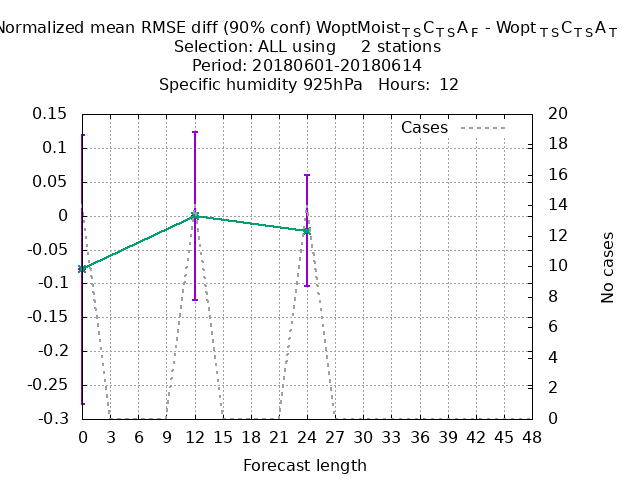 Normalized mean RMSE diff (90% conf) WoptMoistTSCTSAF - WoptTSCTSAT
Selection: ALL using 2 stations
Period: 20180601-20180614
Specific humidity 925hPa Hours: 12
Cases
0.15
0.1
0.05
0
-0.05
-0.1
-0.15
-0.2
-0.25
-0.3
20
18
16
14
12
10
8
6
4
2
0
No cases
0 3 6 9 12 15 18 21 24 27 30 33 36 39 42 45 48
Forecast length